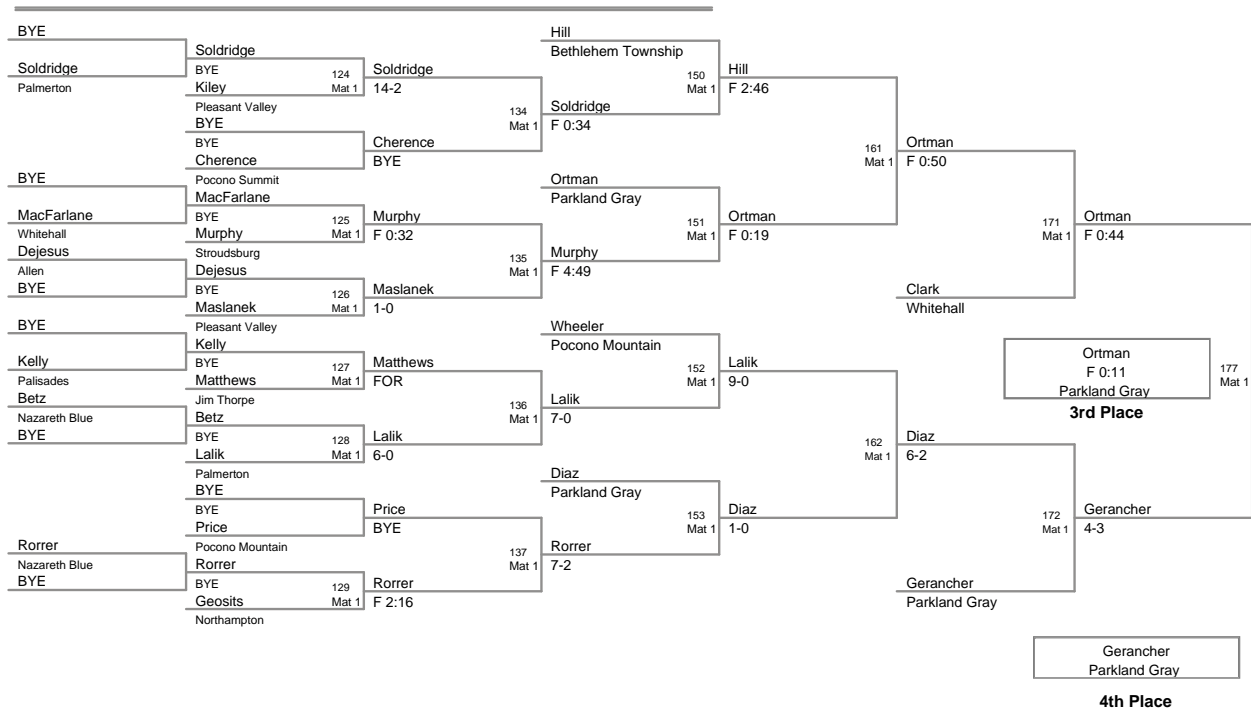 BYE
Soldridge
Palmerton
Soldridge
BYE
Kiley
Pleasant Valley
124
Mat 1
Soldridge
14-2
BYE
BYE
Cherence
Pocono Summit
Cherence
BYE
134
Mat 1
Soldridge
F 0:34
Hill
Bethlehem Township
150
Mat 1
Hill
F 2:46
BYE
MacFarlane
Whitehall
MacFarlane
BYE
Murphy
Stroudsburg
125
Mat 1
Murphy
F 0:32
Dejesus
Allen
BYE
Dejesus
BYE
Maslanek
Pleasant Valley
126
Mat 1
Maslanek
1-0
135
Mat 1
Murphy
F 4:49
Ortman
Parkland Gray
151
Mat 1
Ortman
F 0:19
161
Mat 1
Ortman
F 0:50
Clark
Whitehall
171
Mat 1
Ortman
F 0:44
BYE
Kelly
Palisades
Kelly
BYE
Matthews
Jim Thorpe
127
Mat 1
Matthews
FOR
Betz
Nazareth Blue
BYE
Betz
BYE
Lalik
Palmerton
128
Mat 1
Lalik
6-0
136
Mat 1
Lalik
7-0
Wheeler
Pocono Mountain
152
Mat 1
Lalik
9-0
BYE
BYE
Price
Pocono Mountain
Price
BYE
Rorrer
Nazareth Blue
BYE
Rorrer
BYE
Geosits
Northampton
129
Mat 1
Rorrer
F 2:16
137
Mat 1
Rorrer
7-2
Diaz
Parkland Gray
153
Mat 1
Diaz
1-0
162
Mat 1
Diaz
6-2
Gerancher
Parkland Gray
172
Mat 1
Gerancher
4-3
177
Mat 1
Ortman
F 0:11
Parkland Gray
3rd Place
Gerancher
Parkland Gray
4th Place